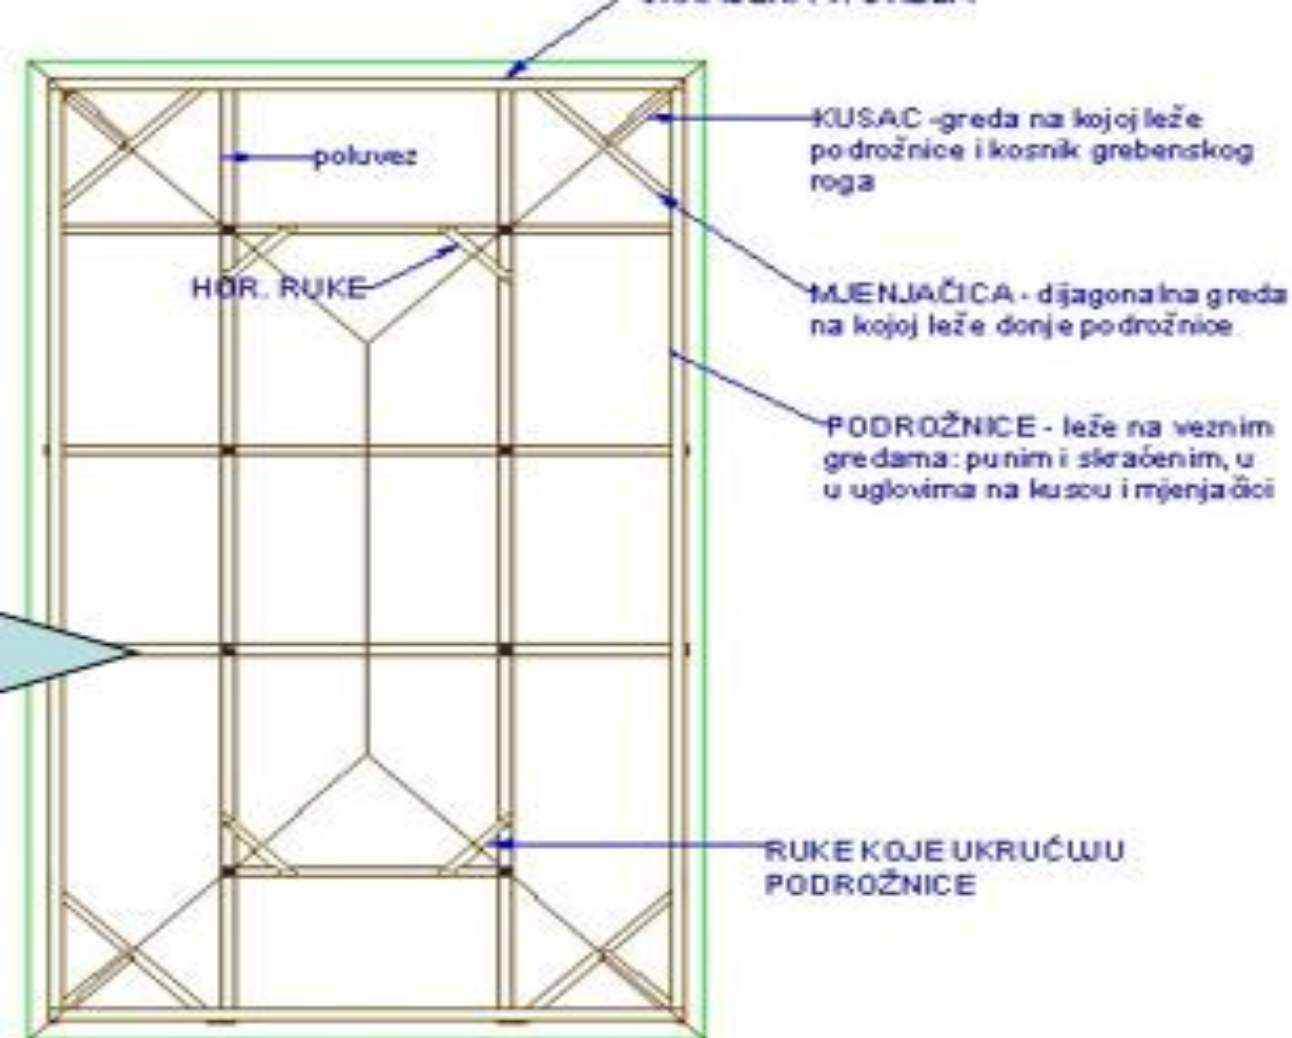 KUSAC -greda na kojoj leže
podrožnice i kosnik grebenskog
roga
poluvez
HOR. RUKE
MJENJAČICA - dijagonalna greda
na kojoj leže donje podrožnice
PODROŽNICE - leže na veznim
gredama: punim i skraćenim, u
u uglovima na kuscu i mjenjačici
RUKE KOJE UKRUĆUJU
PODROŽNICE